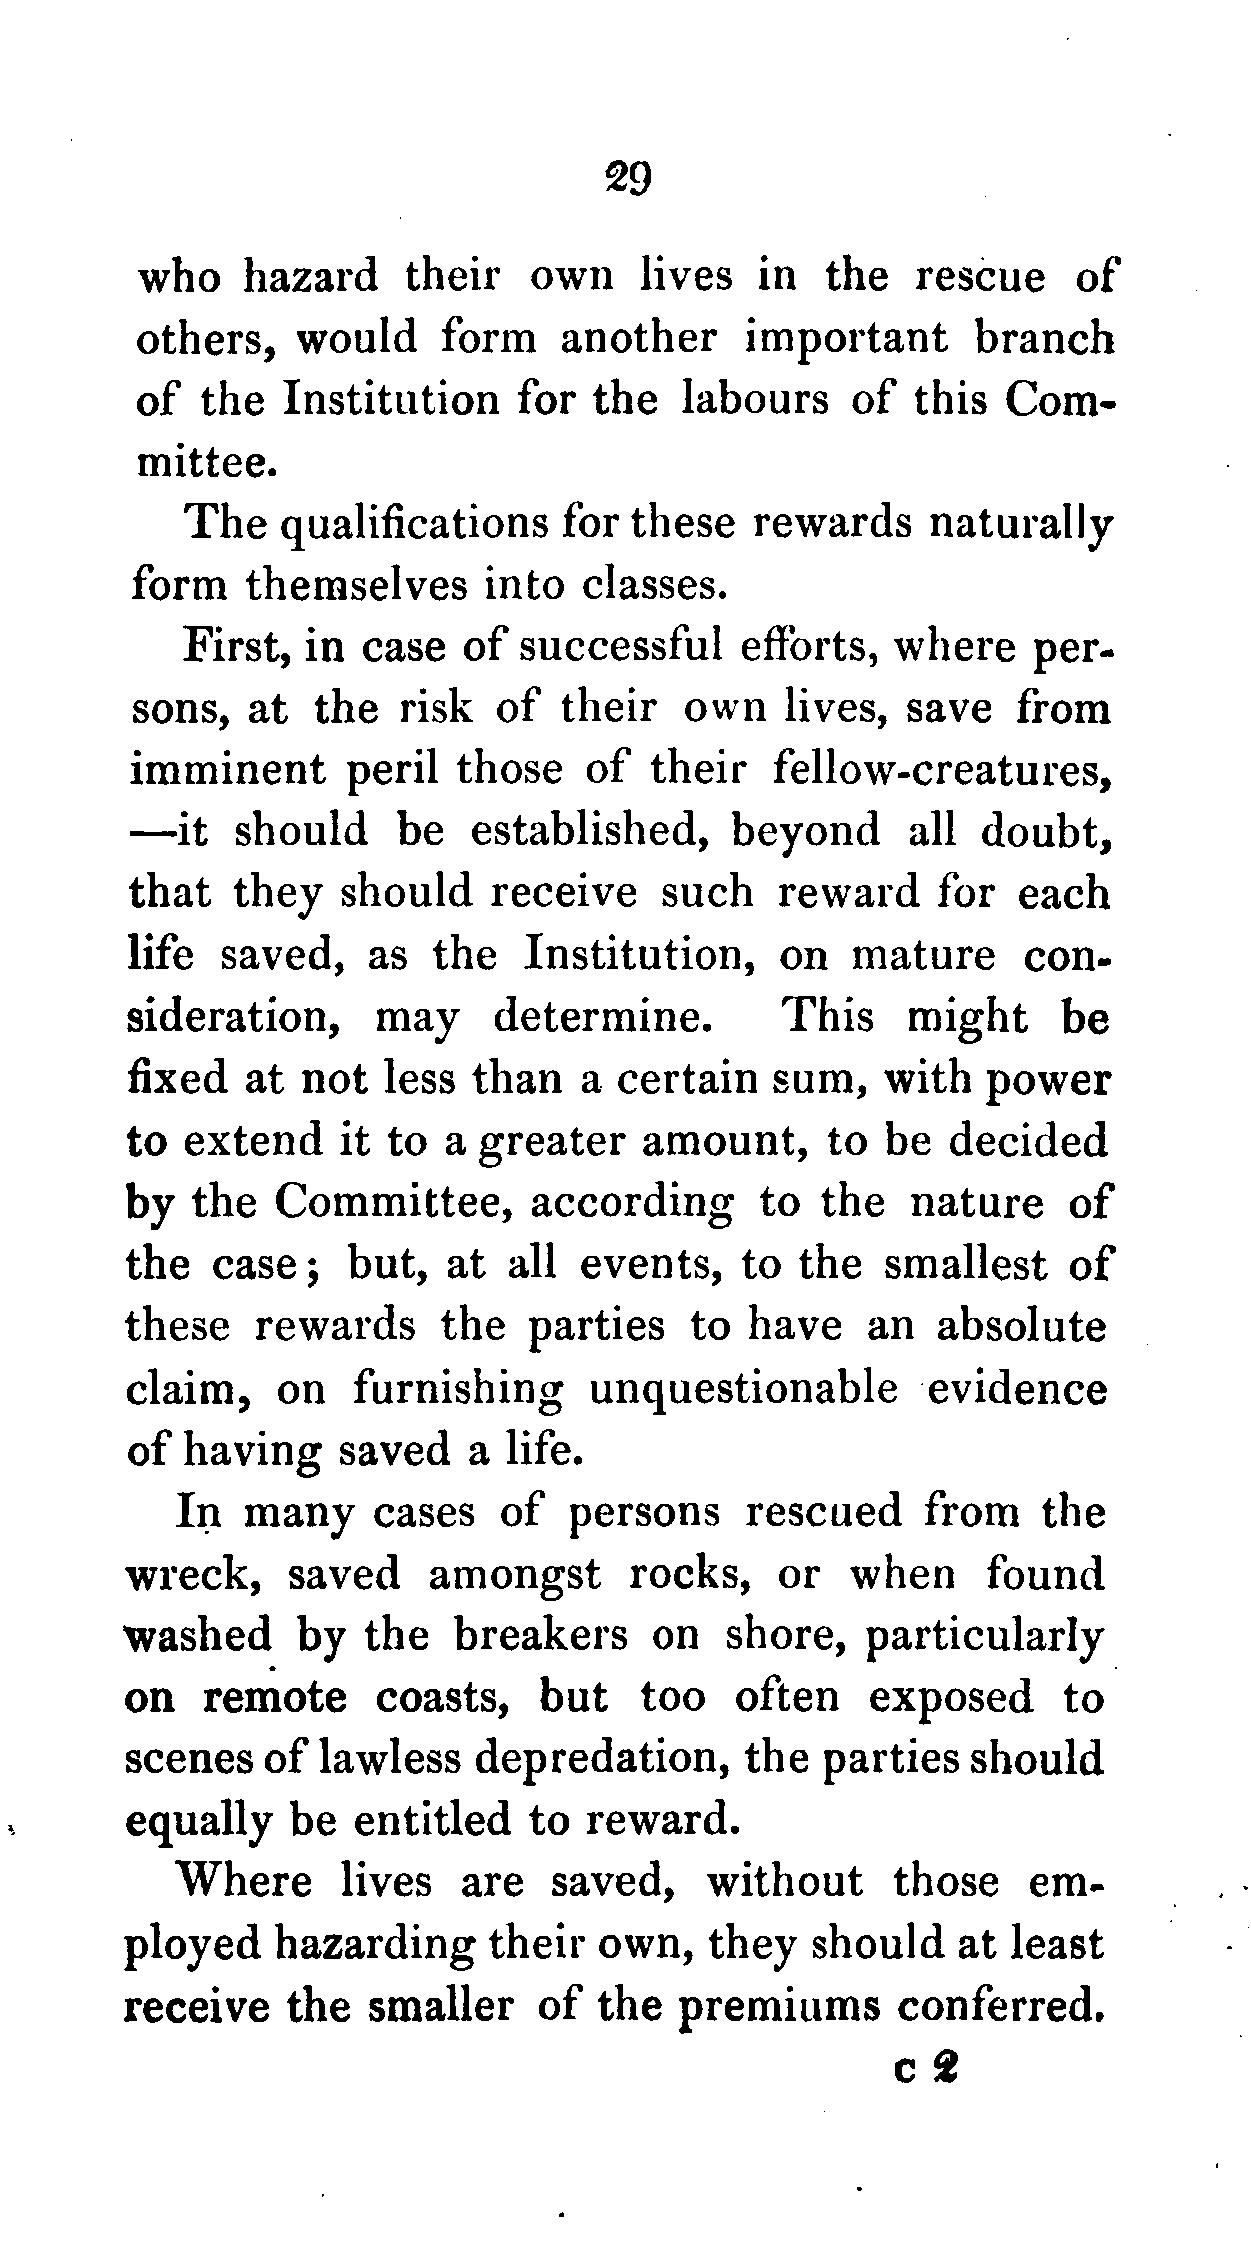 29
who hazard their own lives in the rescue of
others, would form another important branch
of the Institution for the labours of this Com-
mittee.
The qualifications for these rewards naturally
form themselves into classes.
First, in case of successful efforts, where per-
sons, at the risk of their own lives, save from
imminent peril those of their fellow-creatures,
—it should be established, beyond all doubt,
that they should receive such reward for each
life saved, as the Institution, on mature con-
sideration, may determine. This might be
fixed at not less than a certain sum, with power
to extend it to a greater amount, to be decided
by the Committee, according to the nature of
the case; but, at all events, to the smallest of
these rewards the parties to have an absolute
claim, on furnishing unquestionable evidence
of having saved a life.
In many cases of persons rescued from the
wreck, saved amongst rocks, or when found
washed by the breakers on shore, particularly
on remote coasts, but too often exposed to
scenes of lawless depredation, the parties should
equally be entitled to reward.
Where lives are saved, without those em-
ployed hazarding their own, they should at least
receive the smaller of the premiums conferred.
C 2